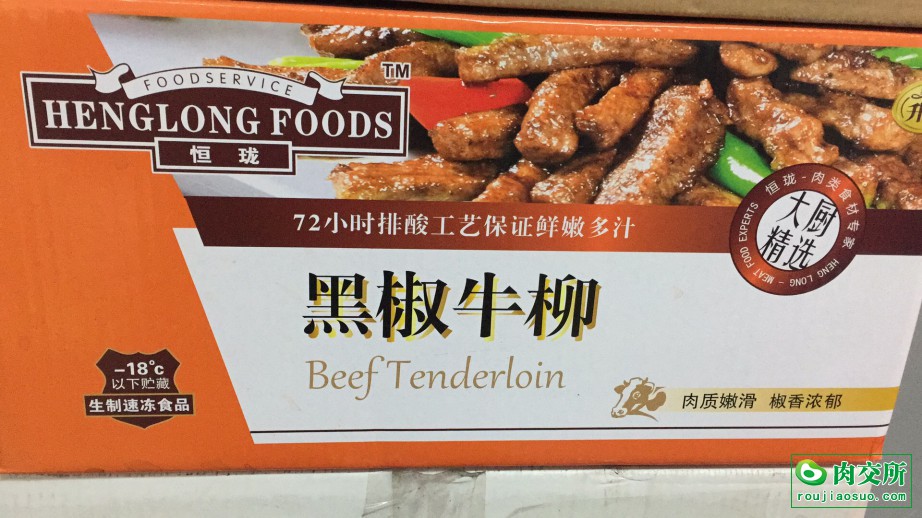 FOODSERVICE
TM
HENGLONG FOODS
恒珑
72小时排酸工艺保证鲜嫩多汁
恒珑-肉类食材专家
HENG LONG - MEAT FOOD EXPERTS
大厨
精选
黑椒牛柳
Beef Tenderloin
-18℃
以下贮藏
生制速冻食品
肉质嫩滑 椒香浓郁
肉交所
roujiaosuo.com